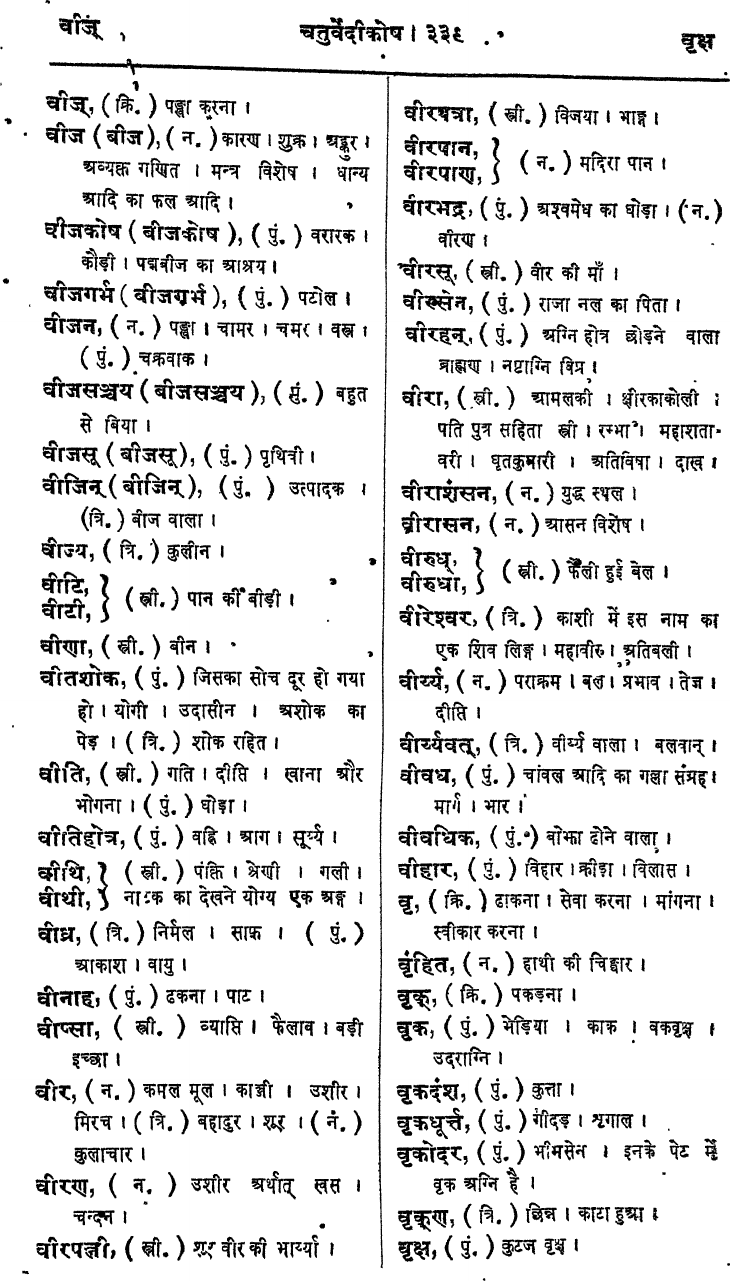 वीज् चतुर्वेदीकोष । ३३९ वृक्ष
वीज्, (क्रि.) पङ्खा करना ।
वीज (बीज), (न.) कारण । शुक्र । अङ्कुर ।
अव्यक्त गणित । मन्त्र विशेष । धान्य
आदि का फल आदि ।
वीजकोष (बीजकोष), (पुं.) वरारक ।
कौड़ी । पद्मबीज का आश्रय ।
वीजगर्भ (बीजगर्भ), (पुं.) पटोल ।
वीजन, (न.) पङ्खा । चामर । चमर । वस्त्र ।
(पुं.) चक्रवाक ।
वीजसञ्चय (बीजसञ्चय), (पुं.) बहुत
से बिया ।
वीजसू (बीजसू), (पुं.) पृथिवी ।
वीजिन् (बीजिन्), (पुं.) उत्पादक ।
(त्रि.) बीज वाला ।
वीज्य, (त्रि.) कुलीन ।
वीटि,
वीटी, } (स्त्री.) पान की बीड़ी ।
वीणा, (स्त्री.) बीन ।
वीतशोक, (पुं.) जिसका सोच दूर हो गया
हो । योगी । उदासीन । अशोक का
पेड़ । (त्रि.) शोक रहित ।
वीति, (स्त्री.) गति । दीप्ति । खाना और
भोगना । (पुं.) घोड़ा ।
वीतिहोत्र, (पुं.) वह्नि । आग । सूर्य्य ।
वीथि, } (स्त्री.) पंक्ति । श्रेणी । गली ।
वीथी, } नाटक का देखने योग्य एक अङ्ग ।
वीध्र, (त्रि.) निर्मल । साफ़ । (पुं.)
आकाश । वायु ।
वीनाह, (पुं.) ढकना । पाट ।
वीप्सा, (स्त्री.) व्याप्ति । फैलाव । बड़ी
इच्छा ।
वीर, (न.) कमल मूल । काञ्जी । उशीर ।
मिरच । (त्रि.) बहादुर । शूर । (नं.)
कुलाचार ।
वीरण, (न.) उशीर अर्थात् खस ।
चन्दन ।
वीरपत्नी, (स्त्री.) शूर वीर की भार्य्या ।
वीरपत्रा, (स्त्री.) विजया । भाङ्ग ।
वीरपान,
वीरपाण, } (न.) मदिरा पान ।
वीरभद्र, (पुं.) अश्वमेध का घोड़ा । (न.)
वीरण ।
वीरसू, (स्त्री.) वीर की माँ ।
वीरसेन, (पुं.) राजा नल का पिता ।
वीरहन्, (पुं.) अग्नि होत्र छोड़ने वाला
ब्राह्मण । नष्टाग्नि विप्र ।
वीरा, (स्त्री.) आमलकी । क्षीरकाकोली ।
पति पुत्र सहिता स्त्री । रम्भा । महाशता-
वरी । घृतकुमारी । अतिविषा । दाख ।
वीराशंसन, (न.) युद्ध स्थल ।
वीरासन, (न.) आसन विशेष ।
वीरुध्,
वीरुधा, } (स्त्री.) फैली हुई बेल ।
वीरेश्वर, (त्रि.) काशी में इस नाम का
एक शिव लिङ्ग । महावीर । अतिबली ।
वीर्य्य, (न.) पराक्रम । बल । प्रभाव । तेज ।
दीप्ति ।
वीर्य्यवत्, (त्रि.) वीर्य्य वाला । बलवान् ।
वीवध, (पुं.) चांवल आदि का गल्ला संग्रह ।
मार्ग । भार ।
वीवधिक, (पुं.) बोझा ढोने वाला ।
वीहार, (पुं.) विहार । क्रीड़ा । विलास ।
वृ, (क्रि.) ढाकना । सेवा करना । मांगना ।
स्वीकार करना ।
वृंहित, (न.) हाथी की चिङ्घार ।
वृक्, (क्रि.) पकड़ना ।
वृक, (पुं.) भेड़िया । काक । वकवृक्ष ।
उदराग्नि ।
वृकदंश, (पुं.) कुत्ता ।
वृकधूर्त्त, (पुं.) गीदड़ । शृगाल ।
वृकोदर, (पुं.) भीमसेन । इनके पेट में
वृक अग्नि है ।
वृक्ण, (त्रि.) छिन्न । काटा हुआ ।
वृक्ष, (पुं.) कुटज वृक्ष ।